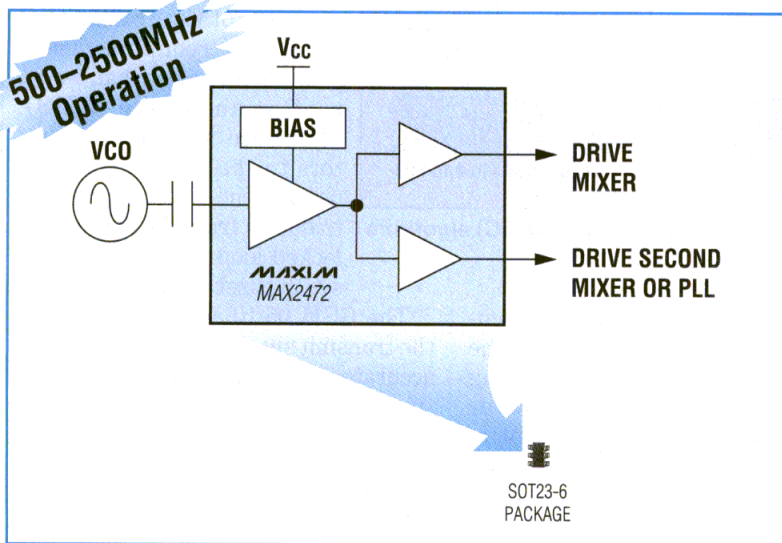 500–2500MHz
Operation
VCC
BIAS
VCO
DRIVE
MIXER
MAXIM
MAX2472
DRIVE SECOND
MIXER OR PLL
SOT23-6
PACKAGE